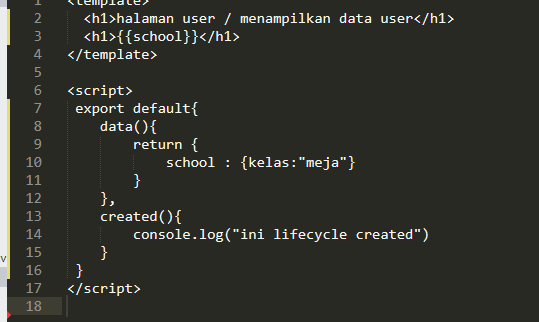 1 <template>
2 <h1>halaman user / menampilkan data user</h1>
3 <h1>{{school}}</h1>
4 </template>
5
6 <script>
7 export default{
8 data(){
9 return {
10 school : {kelas:"meja"}
11 }
12 },
13 created(){
14 console.log("ini lifecycle created")
15 }
16 }
17 </script>
18
v